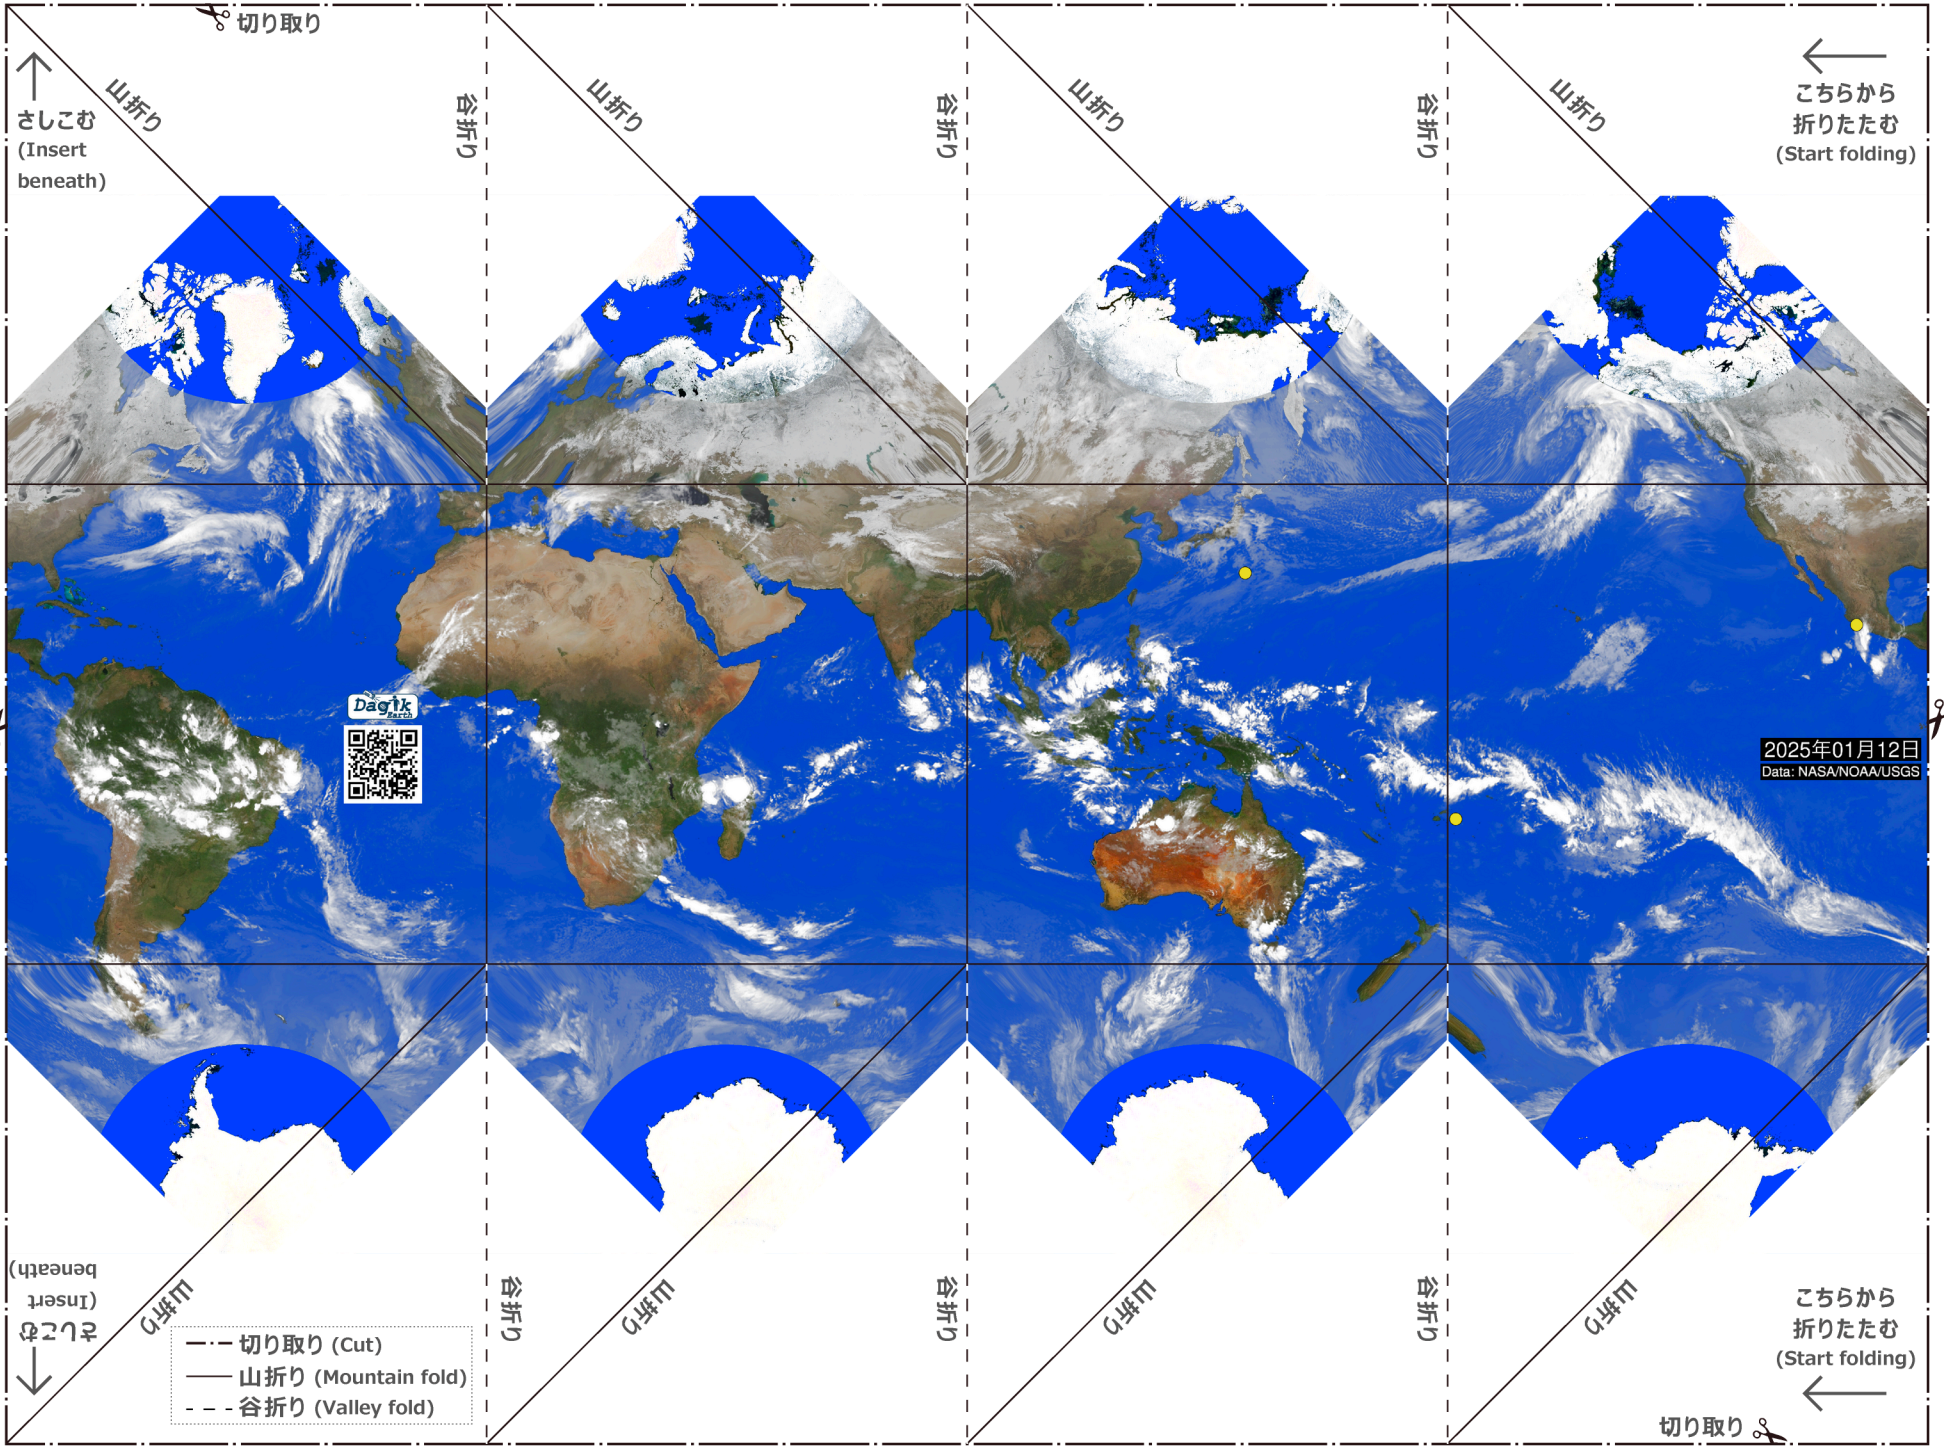 切り取り
山折り
谷折り
山折り
谷折り
山折り
谷折り
山折り
さしこむ
(Insert
beneath)
こちらから
折りたたむ
(Start folding)
Dagik
Earth
2025年01月12日
Data: NASA/NOAA/USGS
さしこむ
(Insert
beneath)
山折り
谷折り
山折り
谷折り
山折り
谷折り
山折り
こちらから
折りたたむ
(Start folding)
切り取り (Cut)
山折り (Mountain fold)
谷折り (Valley fold)
切り取り